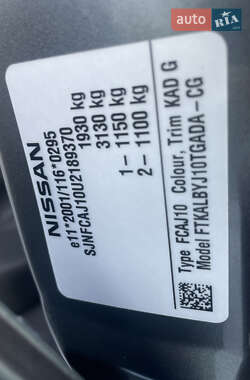 AUTO
RIA
NISSAN
e11*2001/116*0295
SJNFCAJ10U2189370
1930 kg
3130 kg
1- 1150 kg
2- 1100 kg
Type FCAJ10 Colour, Trim KAD G
Model FTKALBYJ10TGADA-CG